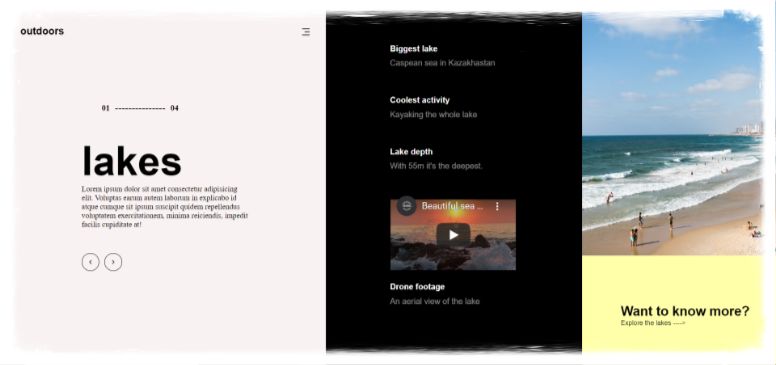 outdoors
01 --------------- 04
lakes
Lorem ipsum dolor sit amet consectetur adipisicing
elit. Voluptas earum autem laborum in explicabo id
atque cumque sit ipsum suscipit quidem repellendus
voluptatem exercitationem, minima reiciendis, impedit
facilis cupiditate at!
Biggest lake
Caspean sea in Kazakhastan
Coolest activity
Kayaking the whole lake
Lake depth
With 55m it's the deepest.
Beautiful sea ...
Drone footage
An aerial view of the lake
Want to know more?
Explore the lakes ---->